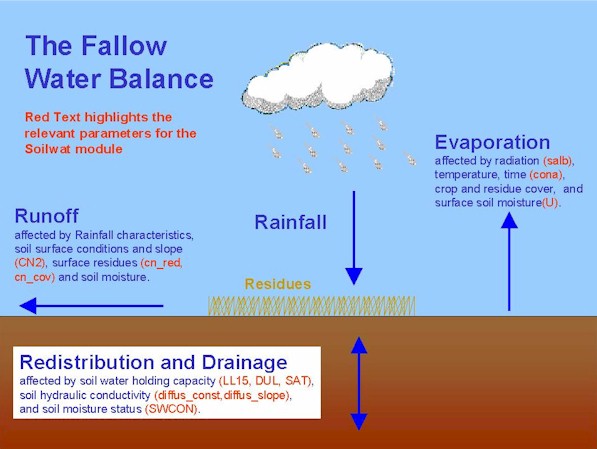 The Fallow
Water Balance
Red Text highlights the
relevant parameters for the
Soilwat module
Evaporation
affected by radiation (salb),
temperature, time (cona),
crop and residue cover, and
surface soil moisture(U).
Runoff
affected by Rainfall characteristics,
soil surface conditions and slope
(CN2), surface residues (cn_red,
cn_cov) and soil moisture.
Rainfall
Residues
Redistribution and Drainage
affected by soil water holding capacity (LL15, DUL, SAT),
soil hydraulic conductivity (diffus_const,diffus_slope),
and soil moisture status (SWCON).